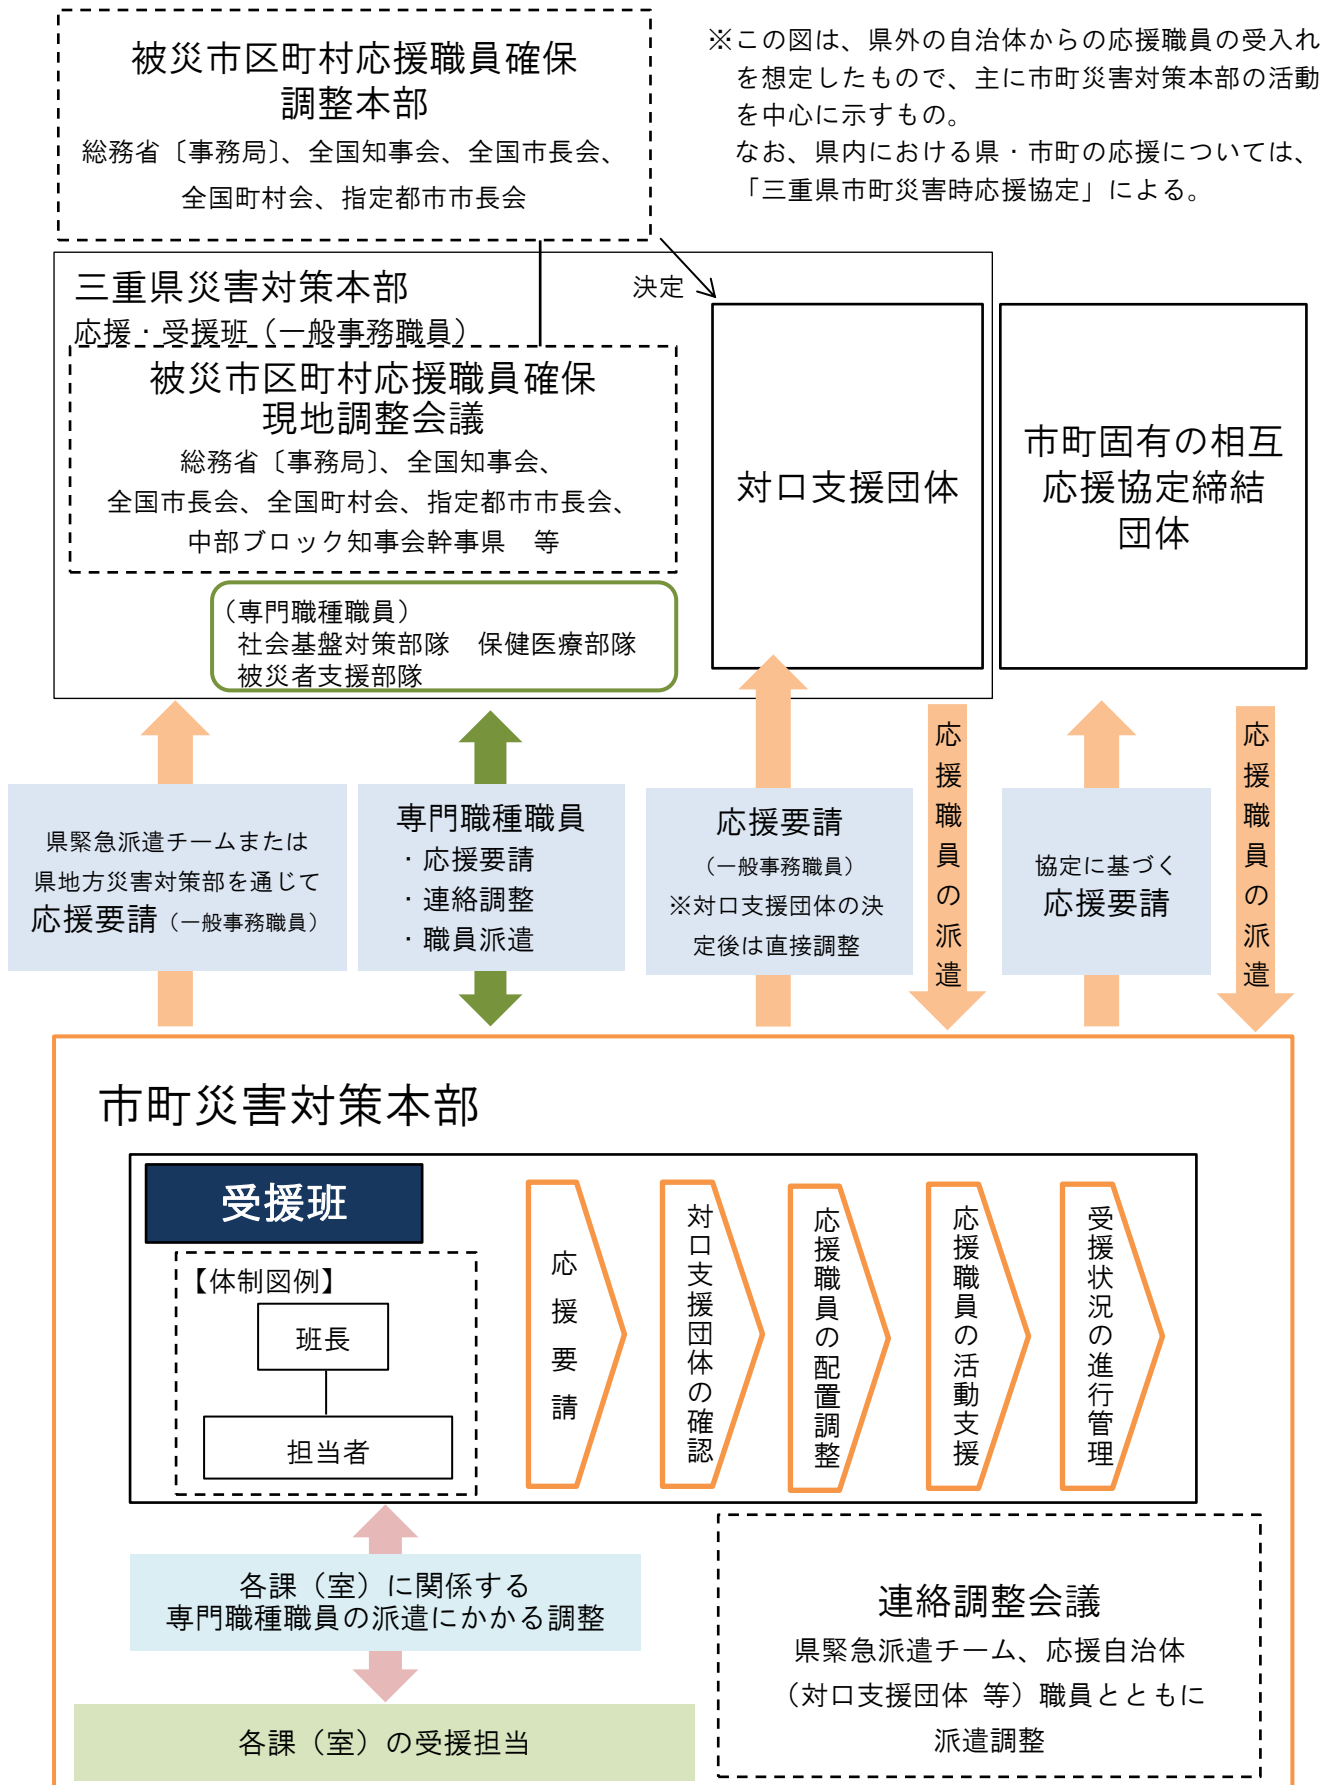 被災市区町村応援職員確保
調整本部
総務省〔事務局〕、全国知事会、全国市長会、
全国町村会、指定都市市長会
※この図は、県外の自治体からの応援職員の受入れ
を想定したもので、主に市町災害対策本部の活動
を中心に示すもの。
なお、県内における県・市町の応援については、
「三重県市町災害時応援協定」による。
三重県災害対策本部
応援・受援班（一般事務職員）
決定
被災市区町村応援職員確保
現地調整会議
総務省〔事務局〕、全国知事会、
全国市長会、全国町村会、指定都市市長会、
中部ブロック知事会幹事県　等
（専門職種職員）
社会基盤対策部隊　保健医療部隊
被災者支援部隊
対口支援団体
市町固有の相互
応援協定締結
団体
県緊急派遣チームまたは
県地方災害対策部を通じて
応援要請（一般事務職員）
専門職種職員
・応援要請
・連絡調整
・職員派遣
応援要請
（一般事務職員）
※対口支援団体の決
定後は直接調整
応援職員の派遣
協定に基づく
応援要請
応援職員の派遣
市町災害対策本部
受援班
【体制図例】
班長
担当者
応援要請
対口支援団体の確認
応援職員の配置調整
応援職員の活動支援
受援状況の進行管理
各課（室）に関係する
専門職種職員の派遣にかかる調整
各課（室）の受援担当
連絡調整会議
県緊急派遣チーム、応援自治体
（対口支援団体 等）職員とともに
派遣調整